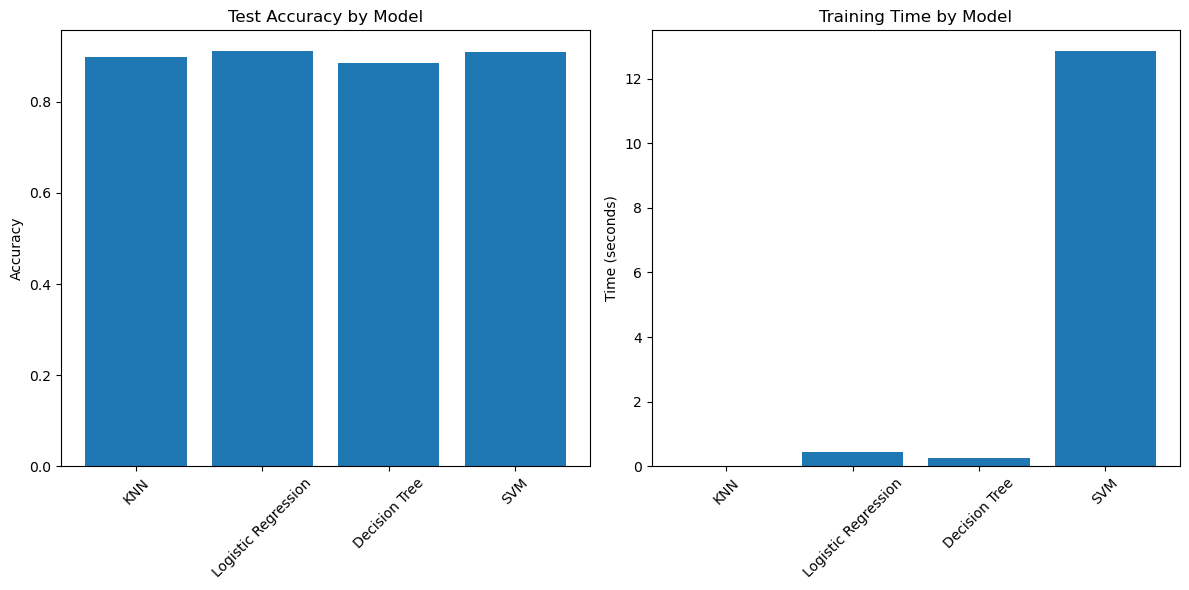 Test Accuracy by Model
Accuracy
0.8
0.6
0.4
0.2
0.0
KNN
Logistic Regression
Decision Tree
SVM
Training Time by Model
Time (seconds)
12
10
8
6
4
2
0
KNN
Logistic Regression
Decision Tree
SVM